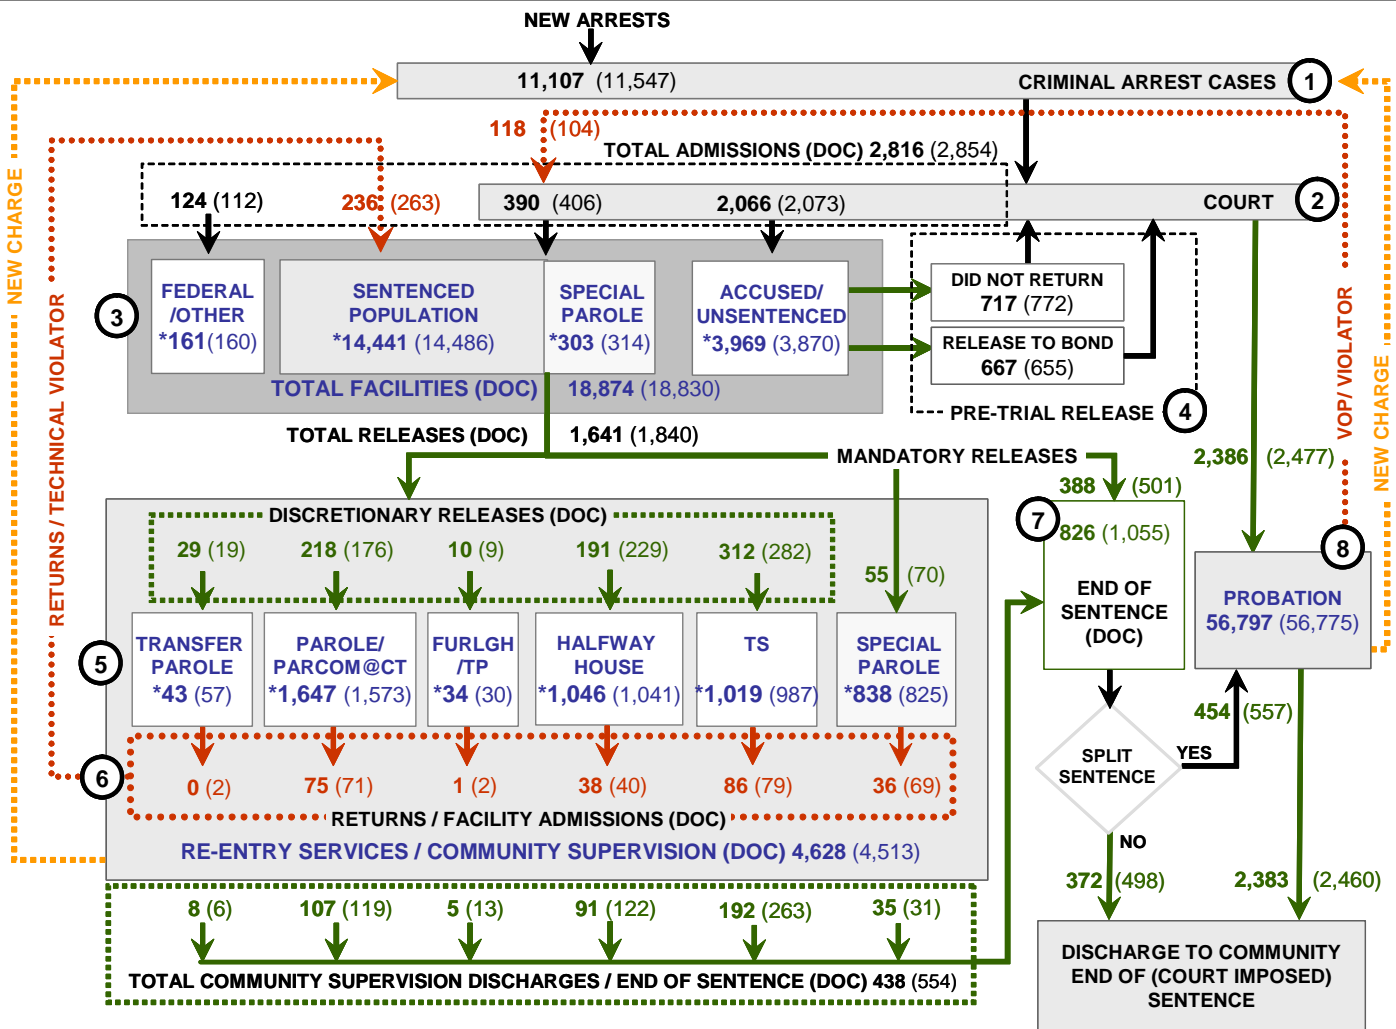 NEW ARRESTS
11,107 (11,547)
CRIMINAL ARREST CASES
1
118 (104)
TOTAL ADMISSIONS (DOC) 2,816 (2,854)
124 (112)
236 (263)
390 (406)
2,066 (2,073)
COURT
2
NEW CHARGE
RETURNS / TECHNICAL VIOLATOR
3
FEDERAL
/OTHER
*161(160)
SENTENCED
POPULATION
*14,441 (14,486)
SPECIAL
PAROLE
*303 (314)
ACCUSED/
UNSENTENCED
*3,969 (3,870)
TOTAL FACILITIES (DOC) 18,874 (18,830)
DID NOT RETURN
717 (772)
RELEASE TO BOND
667 (655)
PRE-TRIAL RELEASE
4
VOP/ VIOLATOR
NEW CHARGE
TOTAL RELEASES (DOC) 1,641 (1,840)
MANDATORY RELEASES
2,386 (2,477)
388 (501)
7
826 (1,055)
END OF
SENTENCE
(DOC)
8
PROBATION
56,797 (56,775)
DISCRETIONARY RELEASES (DOC)
29 (19)
218 (176)
10 (9)
191 (229)
312 (282)
55 (70)
5
TRANSFER
PAROLE
*43 (57)
PAROLE/
PARCOM@CT
*1,647 (1,573)
FURLGH
/TP
*34 (30)
HALFWAY
HOUSE
*1,046 (1,041)
TS
*1,019 (987)
SPECIAL
PAROLE
*838 (825)
6
0 (2)
75 (71)
1 (2)
38 (40)
86 (79)
36 (69)
RETURNS / FACILITY ADMISSIONS (DOC)
RE-ENTRY SERVICES / COMMUNITY SUPERVISION (DOC) 4,628 (4,513)
454 (557)
SPLIT
SENTENCE
YES
NO
372 (498)
2,383 (2,460)
8 (6)
107 (119)
5 (13)
91 (122)
192 (263)
35 (31)
TOTAL COMMUNITY SUPERVISION DISCHARGES / END OF SENTENCE (DOC) 438 (554)
DISCHARGE TO COMMUNITY
END OF (COURT IMPOSED)
SENTENCE